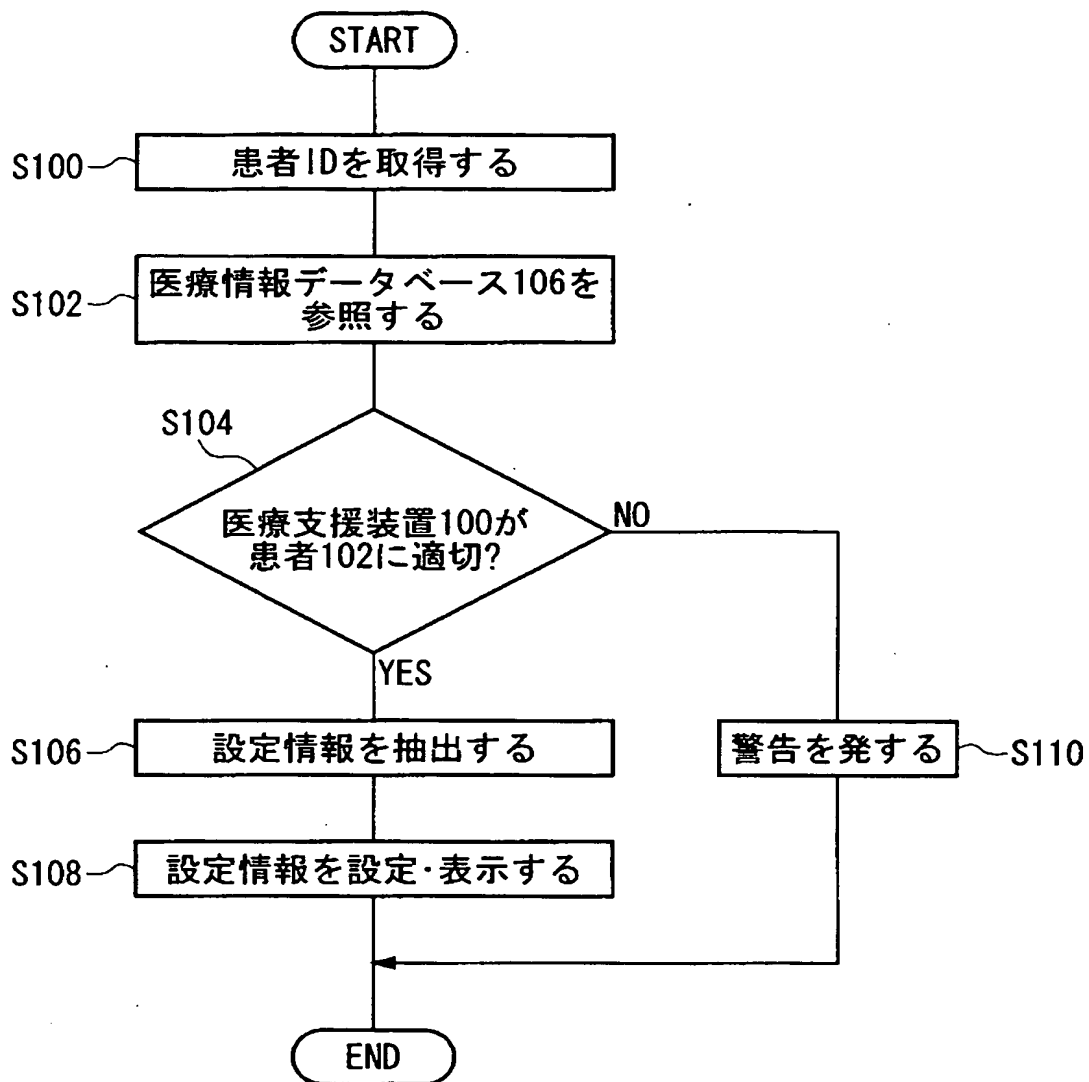 START
S100
患者IDを取得する
S102
医療情報データベース106を
参照する
S104
医療支援装置100が
患者102に適切?
NO
YES
S106
設定情報を抽出する
警告を発する
S110
S108
設定情報を設定・表示する
END